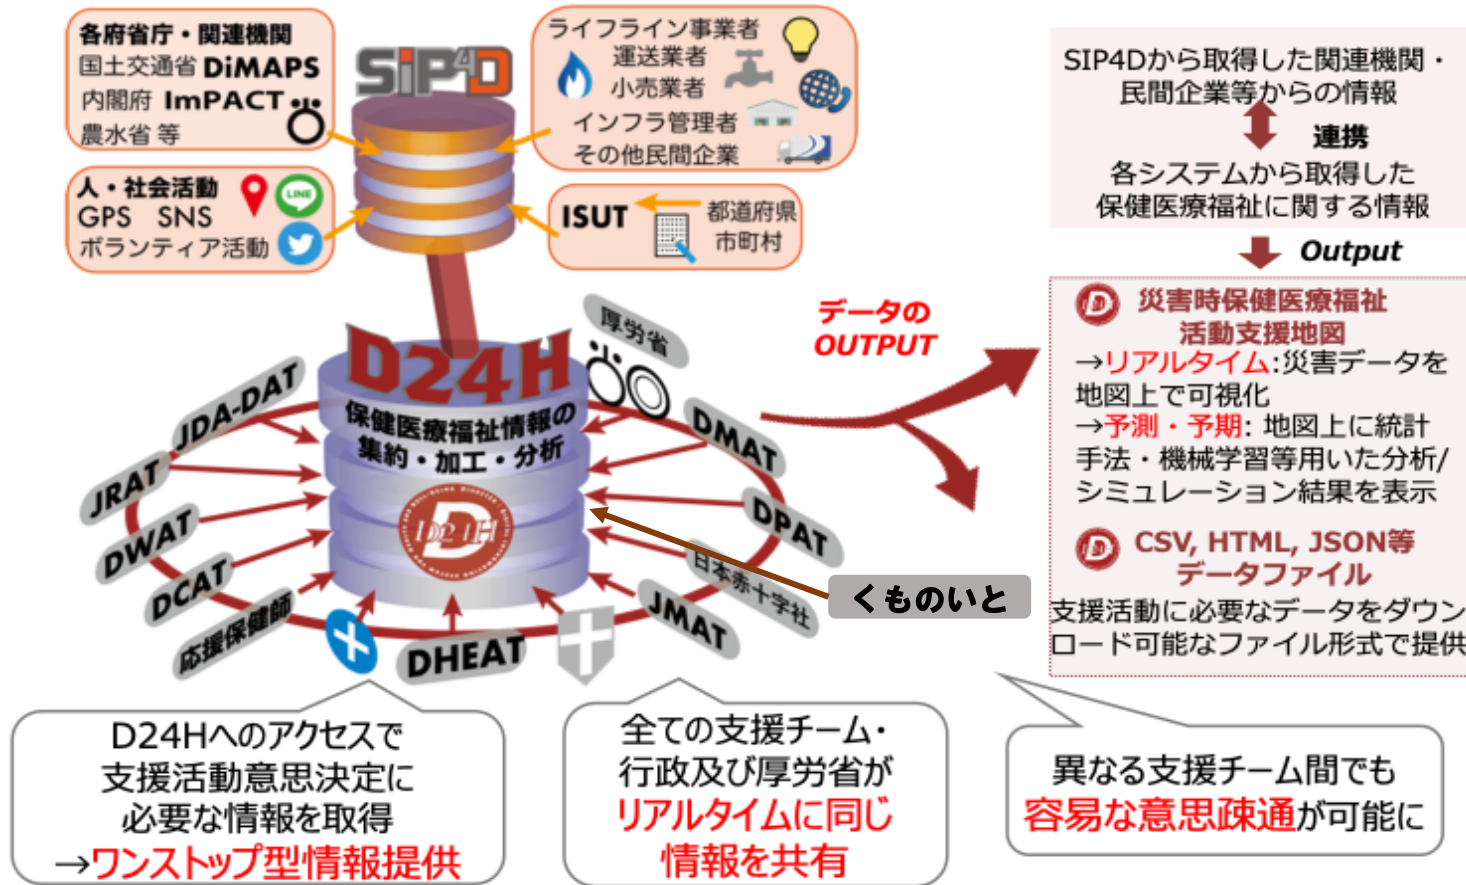 各府省庁・関連機関
国土交通省 DiMAPS
内閣府 ImPACT
農水省 等
人・社会活動
GPS SNS
ボランティア活動
LINE
SiP4D
ライフライン事業者
運送業者
小売業者
インフラ管理者
その他民間企業
ISUT
都道府県
市町村
SIP4Dから取得した関連機関・
民間企業等からの情報
連携
各システムから取得した
保健医療福祉に関する情報
Output
災害時保健医療福祉
活動支援地図
→リアルタイム:災害データを
地図上で可視化
→予測・予期: 地図上に統計
手法・機械学習等用いた分析/
シミュレーション結果を表示
CSV, HTML, JSON等
データファイル
支援活動に必要なデータをダウン
ロード可能なファイル形式で提供
データの
OUTPUT
D24H
保健医療福祉情報の
集約・加工・分析
D24H
厚労省
JDA-DAT
JRAT
DWAT
DCAT
応援保健師
DHEAT
DMAT
DPAT
日本赤十字社
JMAT
くものいと
D24Hへのアクセスで
支援活動意思決定に
必要な情報を取得
→ワンストップ型情報提供
全ての支援チーム・
行政及び厚労省が
リアルタイムに同じ
情報を共有
異なる支援チーム間でも
容易な意思疎通が可能に